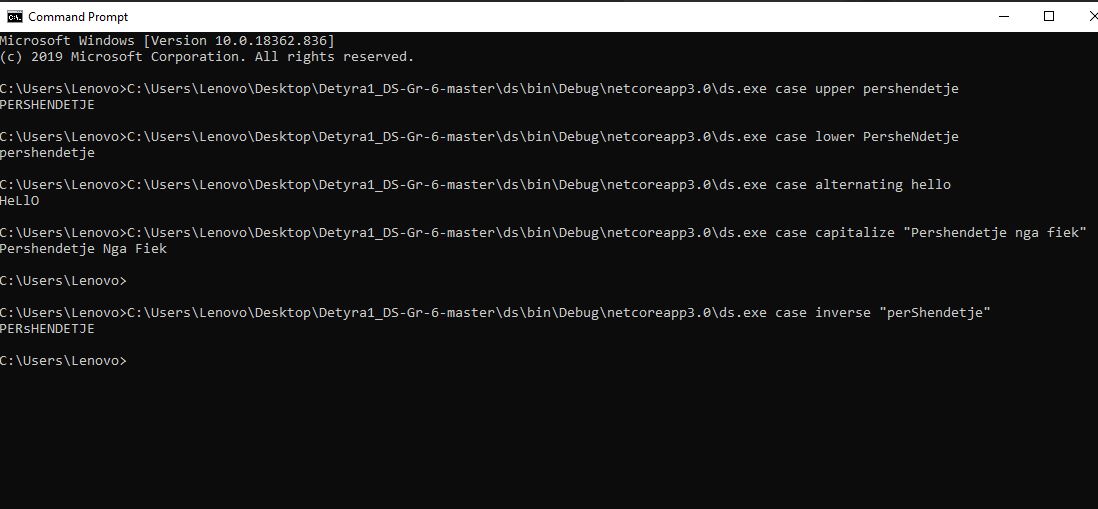 Command Prompt
Microsoft Windows [Version 10.0.18362.836]
(c) 2019 Microsoft Corporation. All rights reserved.
C:\Users\Lenovo>C:\Users\Lenovo\Desktop\Detyra1_DS-Gr-6-master\ds\bin\Debug\netcoreapp3.0\ds.exe case upper pershendetje
PERSHENDETJE
C:\Users\Lenovo>C:\Users\Lenovo\Desktop\Detyra1_DS-Gr-6-master\ds\bin\Debug\netcoreapp3.0\ds.exe case lower PersheNdetje
pershendetje
C:\Users\Lenovo>C:\Users\Lenovo\Desktop\Detyra1_DS-Gr-6-master\ds\bin\Debug\netcoreapp3.0\ds.exe case alternating hello
HeLlO
C:\Users\Lenovo>C:\Users\Lenovo\Desktop\Detyra1_DS-Gr-6-master\ds\bin\Debug\netcoreapp3.0\ds.exe case capitalize "Pershendetje nga fiek"
Pershendetje Nga Fiek
C:\Users\Lenovo>
C:\Users\Lenovo>C:\Users\Lenovo\Desktop\Detyra1_DS-Gr-6-master\ds\bin\Debug\netcoreapp3.0\ds.exe case inverse "perShendetje"
PERsHENDETJE
C:\Users\Lenovo>